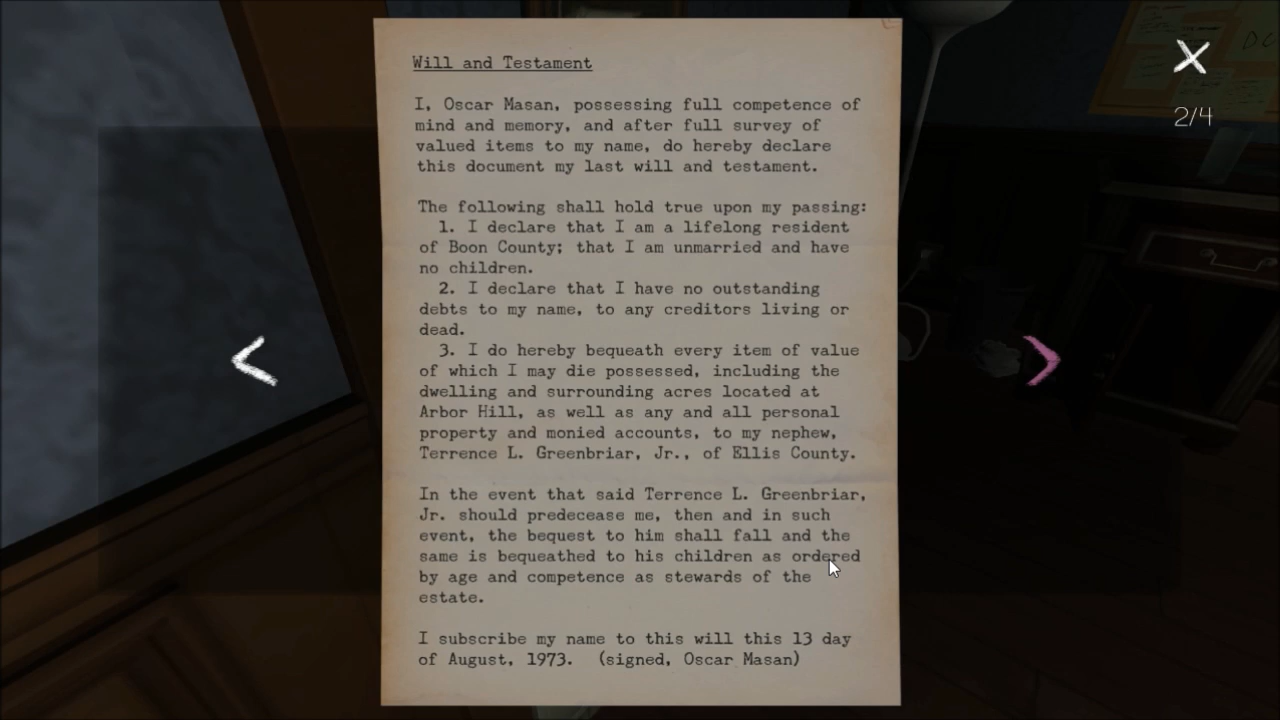 Will and Testament
I, Oscar Masan, possessing full competence of
mind and memory, and after full survey of
valued items to my name, do hereby declare
this document my last will and testament.
The following shall hold true upon my passing:
1. I declare that I am a lifelong resident
of Boon County; that I am unmarried and have
no children.
2. I declare that I have no outstanding
debts to my name, to any creditors living or
dead.
3. I do hereby bequeath every item of value
of which I may die possessed, including the
dwelling and surrounding acres located at
Arbor Hill, as well as any and all personal
property and monied accounts, to my nephew,
Terrence L. Greenbriar, Jr., of Ellis County.
In the event that said Terrence L. Greenbriar,
Jr. should predecease me, then and in such
event, the bequest to him shall fall and the
same is bequeathed to his children as ordered
by age and competence as stewards of the
estate.
I subscribe my name to this will this 13 day
of August, 1973. (signed, Oscar Masan)
X
2/4